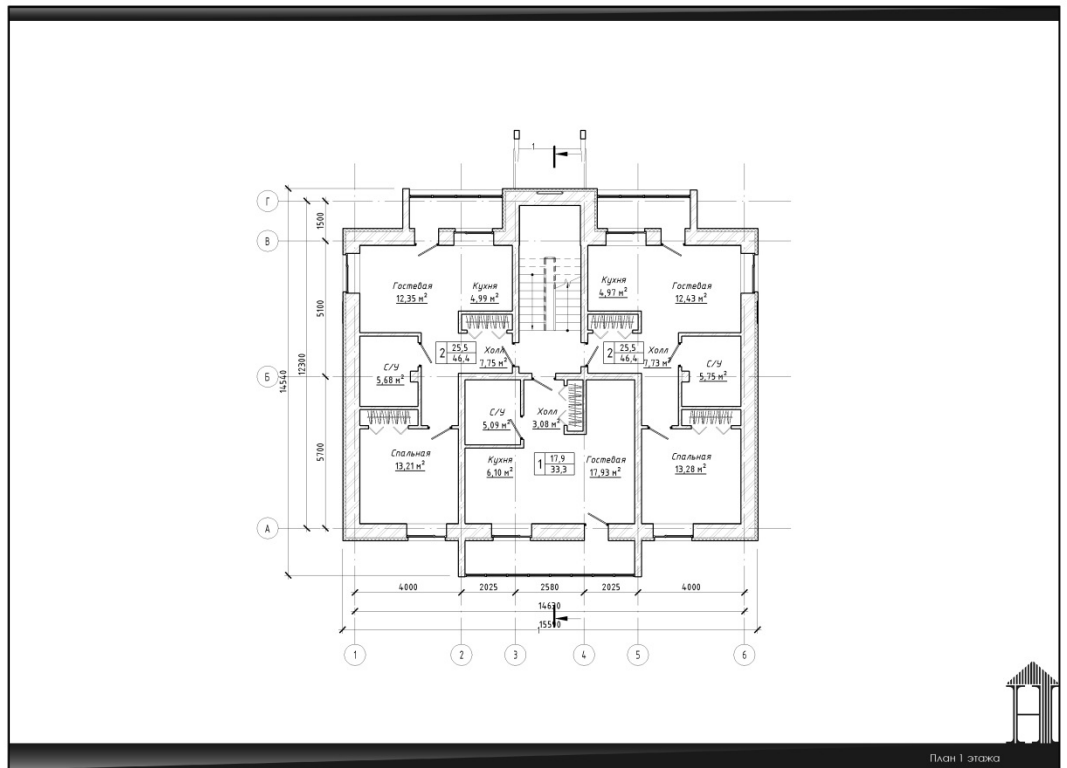 1
Г
В
Б
А
1500
5100
5700
12300
14540
Гостевая
12,35 м²
Кухня
4,99 м²
Кухня
4,97 м²
Гостевая
12,43 м²
2 25,5
46,4
Холл
7,75 м²
2 25,5
46,4
Холл
7,73 м²
С/У
5,68 м²
С/У
5,75 м²
С/У
5,09 м²
Холл
3,08 м²
Спальная
13,21 м²
Кухня
6,10 м²
1 17,9
33,3
Гостевая
17,93 м²
Спальная
13,28 м²
4000 2025 2580 2025 4000
14630
15590
1
1 2 3 4 5 6
План 1 этажа